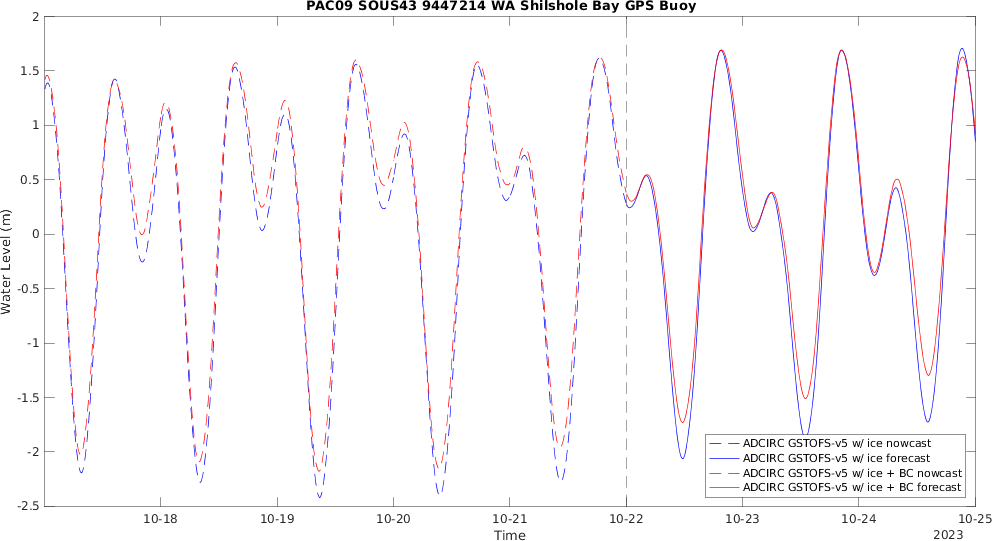 PAC09 SOUS43 9447214 WA Shilshole Bay GPS Buoy
2
1.5
1
0.5
0
-0.5
-1
-1.5
-2
-2.5
Water Level (m)
ADCIRC GSTOFS-v5 w/ ice nowcast
ADCIRC GSTOFS-v5 w/ ice forecast
ADCIRC GSTOFS-v5 w/ ice + BC nowcast
ADCIRC GSTOFS-v5 w/ ice + BC forecast
10-18 10-19 10-20 10-21 10-22 10-23 10-24 10-25
Time
2023